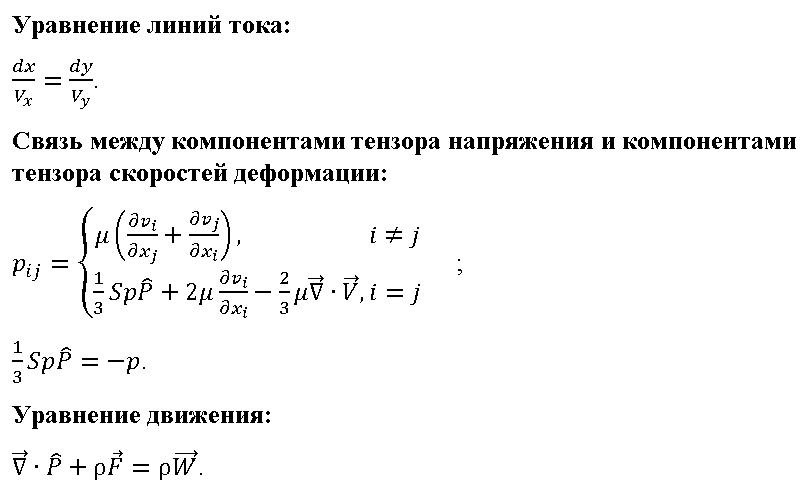 Уравнение линий тока:
$\frac{dx}{V_x} = \frac{dy}{V_y}.$
Связь между компонентами тензора напряжения и компонентами
тензора скоростей деформации:
$p_{ij} = \begin{cases} \mu \left( \frac{\partial v_i}{\partial x_j} + \frac{\partial v_j}{\partial x_i} \right), & i \neq j \\ \frac{1}{3} Sp\hat{P} + 2\mu \frac{\partial v_i}{\partial x_i} - \frac{2}{3} \mu \vec{\nabla} \cdot \vec{V}, & i = j \end{cases} ;$
$\frac{1}{3} Sp\hat{P} = -p.$
Уравнение движения:
$\vec{\nabla} \cdot \hat{P} + \rho \vec{F} = \rho \vec{W}.$